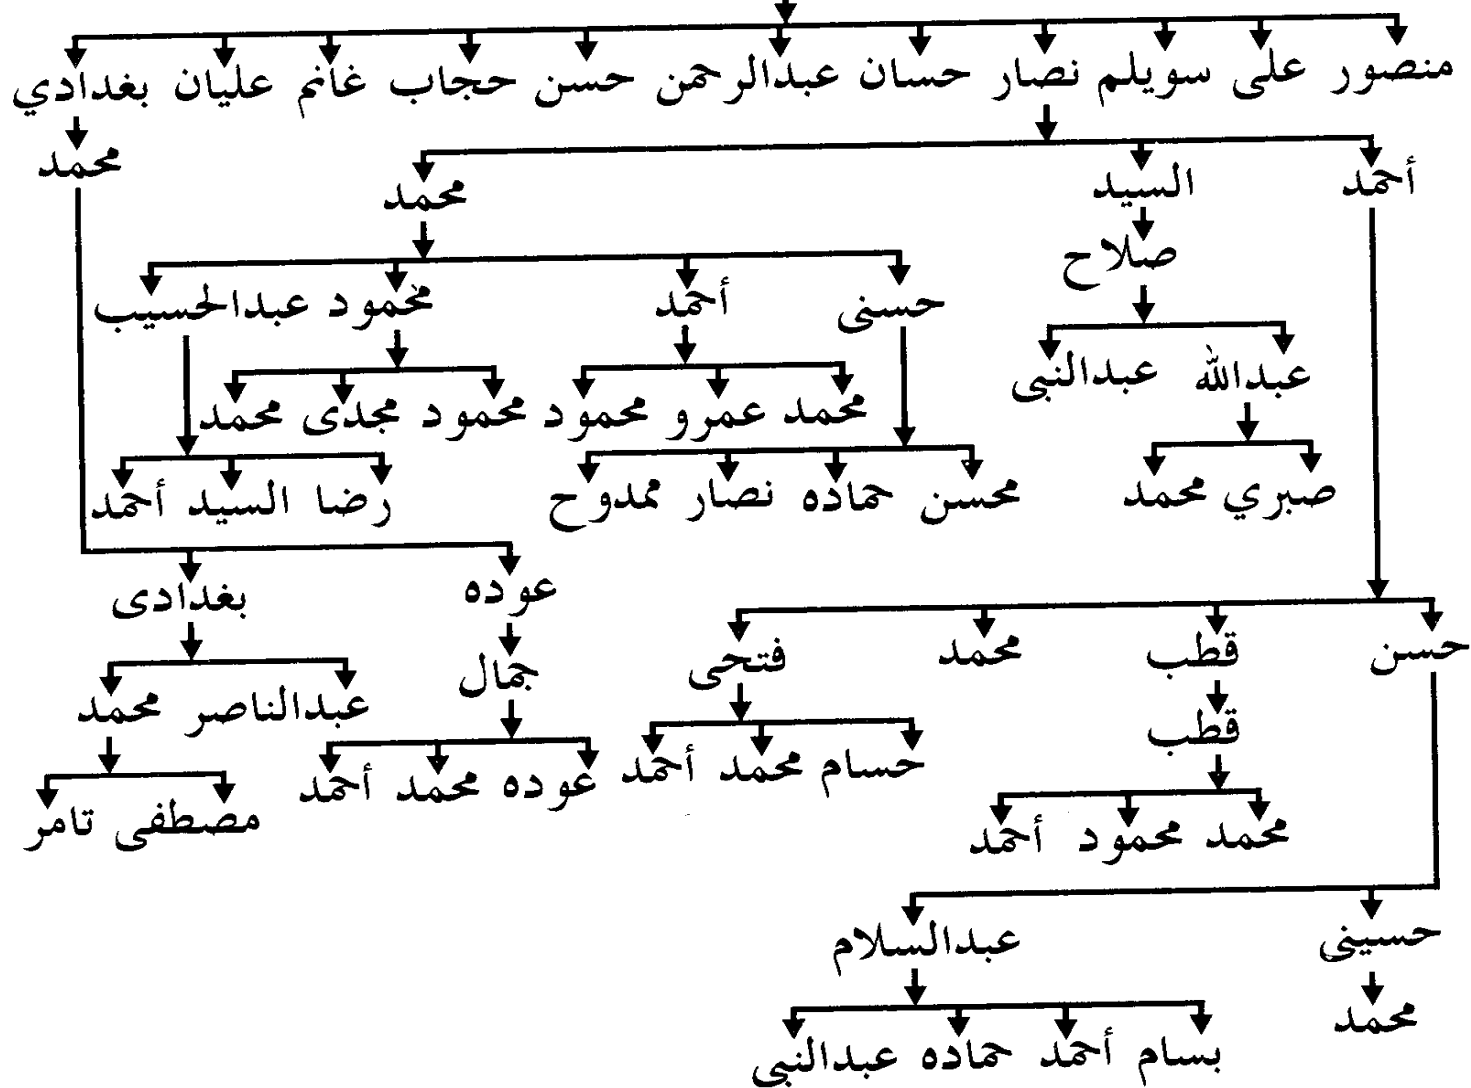 منصور على سويلم نصار حسان عبدالرحمن حسن حجاب غانم عليان بغدادي
أحمد السيد محمد محمد
صلاح
حسنى أحمد محمود عبدالحسيب
عبدالله عبدالنبى
محمد عمرو محمود محمود مجدى محمد
صبري محمد محسن حماده نصار ممدوح رضا السيد أحمد
عوده بغدادى
حسن قطب محمد فتحى جمال
قطب عبدالناصر محمد
حسام محمد أحمد عوده محمد أحمد
محمد محمود أحمد مصطفى تامر
حسينى عبدالسلام
محمد
بسام أحمد حماده عبدالنبى